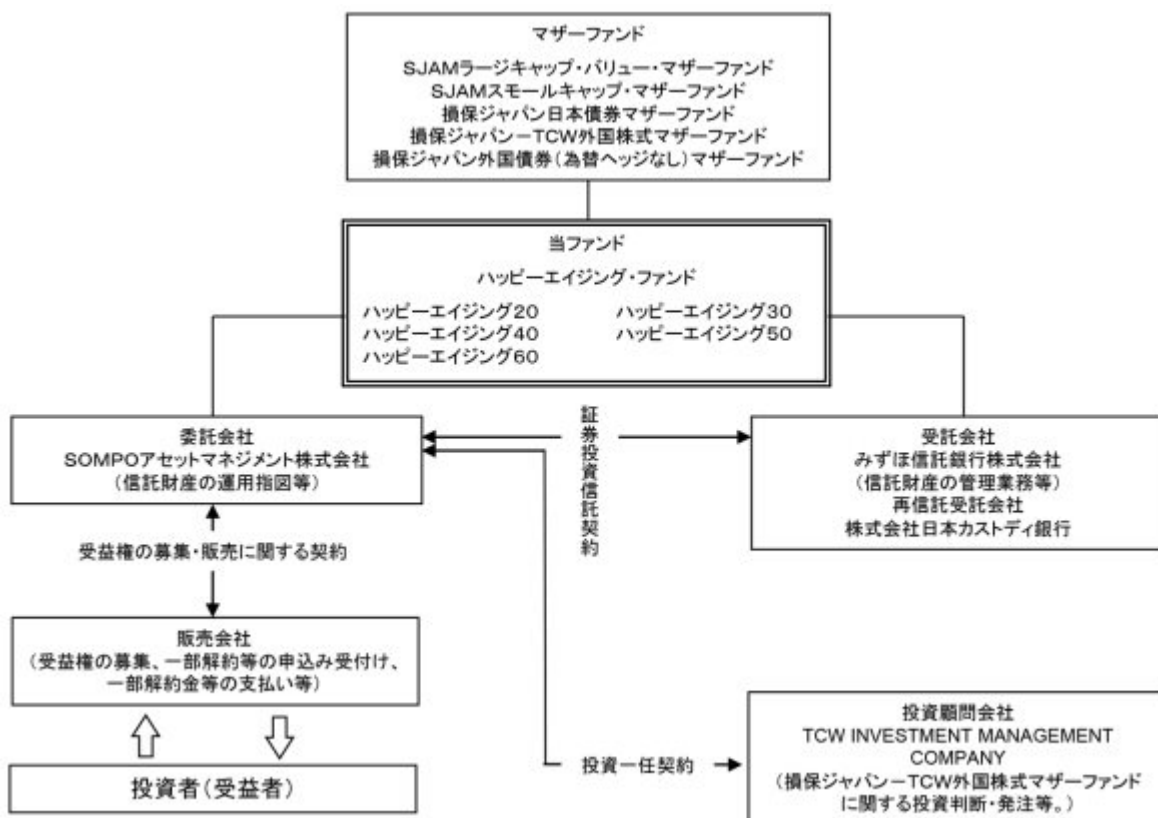 マザーファンド
SJAMラージキャップ・バリュー・マザーファンド
SJAMスモールキャップ・マザーファンド
損保ジャパン日本債券マザーファンド
損保ジャパン-TCW外国株式マザーファンド
損保ジャパン外国債券(為替ヘッジなし)マザーファンド
当ファンド
ハッピーエイジング・ファンド
ハッピーエイジング20 ハッピーエイジング30
ハッピーエイジング40 ハッピーエイジング50
ハッピーエイジング60
委託会社
SOMPOアセットマネジメント株式会社
(信託財産の運用指図等)
証券投資信託契約
受託会社
みずほ信託銀行株式会社
(信託財産の管理業務等)
再信託受託会社
株式会社日本カストディ銀行
受益権の募集・販売に関する契約
販売会社
(受益権の募集、一部解約等の申込み受付け、
一部解約金等の支払い等)
投資者(受益者)
投資一任契約
投資顧問会社
TCW INVESTMENT MANAGEMENT
COMPANY
(損保ジャパン-TCW外国株式マザーファンド
に関する投資判断・発注等。)